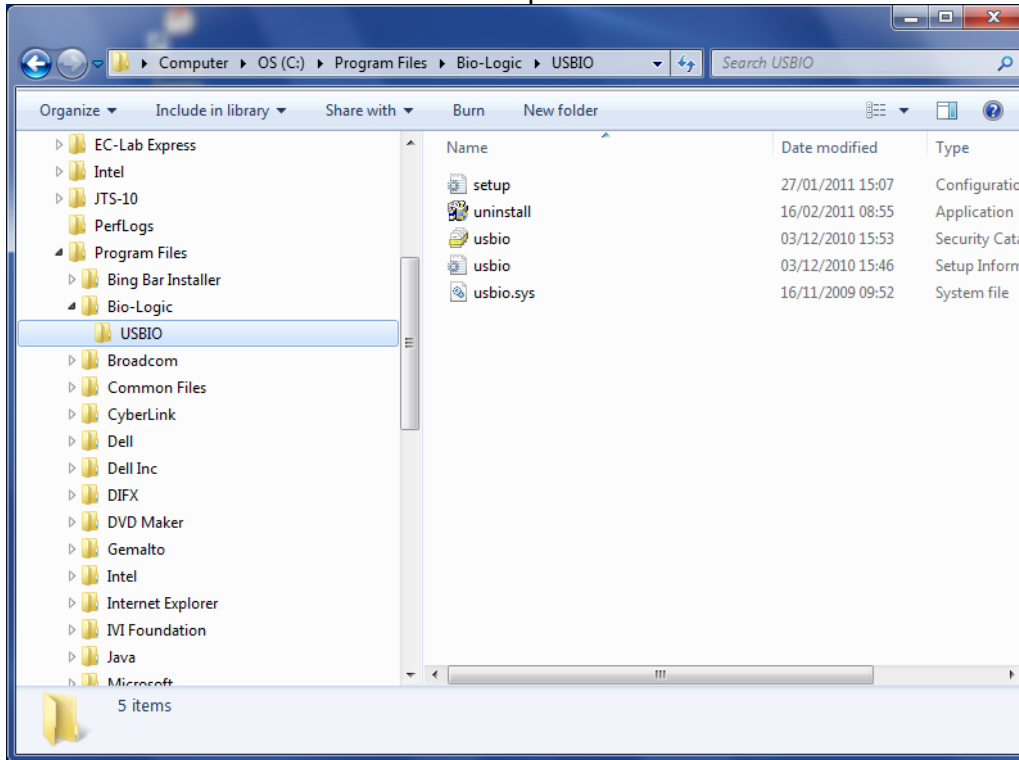 Computer OS (C:) Program Files Bio-Logic USBIO Search USBIO
Organize Include in library Share with Burn New folder
EC-Lab Express
Intel
JTS-10
PerfLogs
Program Files
Bing Bar Installer
Bio-Logic
USBIO
Broadcom
Common Files
CyberLink
Dell
Dell Inc
DIFX
DVD Maker
Gemalto
Intel
Internet Explorer
IVI Foundation
Java
Microsoft
Name Date modified Type
setup 27/01/2011 15:07 Configuratic
uninstall 16/02/2011 08:55 Application
usbio 03/12/2010 15:53 Security Cat
usbio 03/12/2010 15:46 Setup Inform
usbio.sys 16/11/2009 09:52 System file
5 items